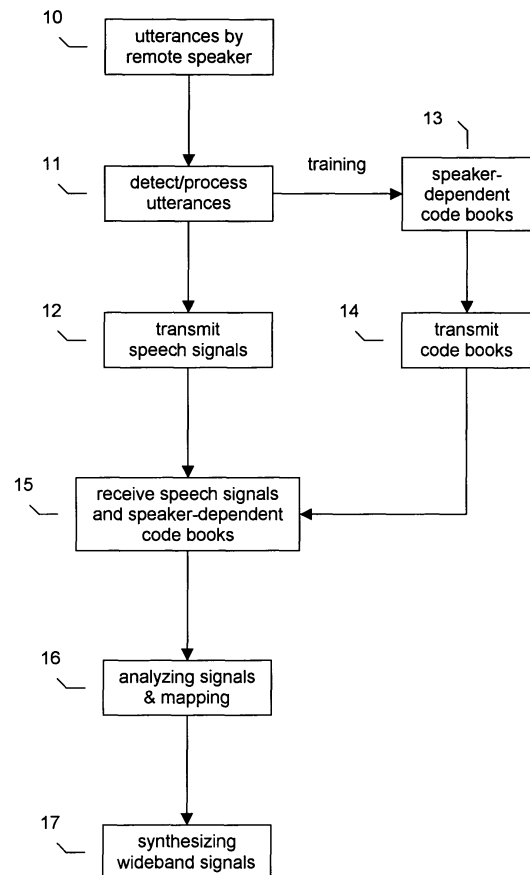 10
utterances by
remote speaker
13
11
training
detect/process
utterances
speaker-
dependent
code books
12
transmit
speech signals
14
transmit
code books
15
receive speech signals
and speaker-dependent
code books
16
analyzing signals
& mapping
17
synthesizing
wideband signals